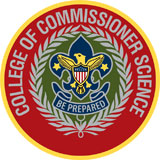 COLLEGE OF COMMISSIONER SCIENCE
BE PREPARED